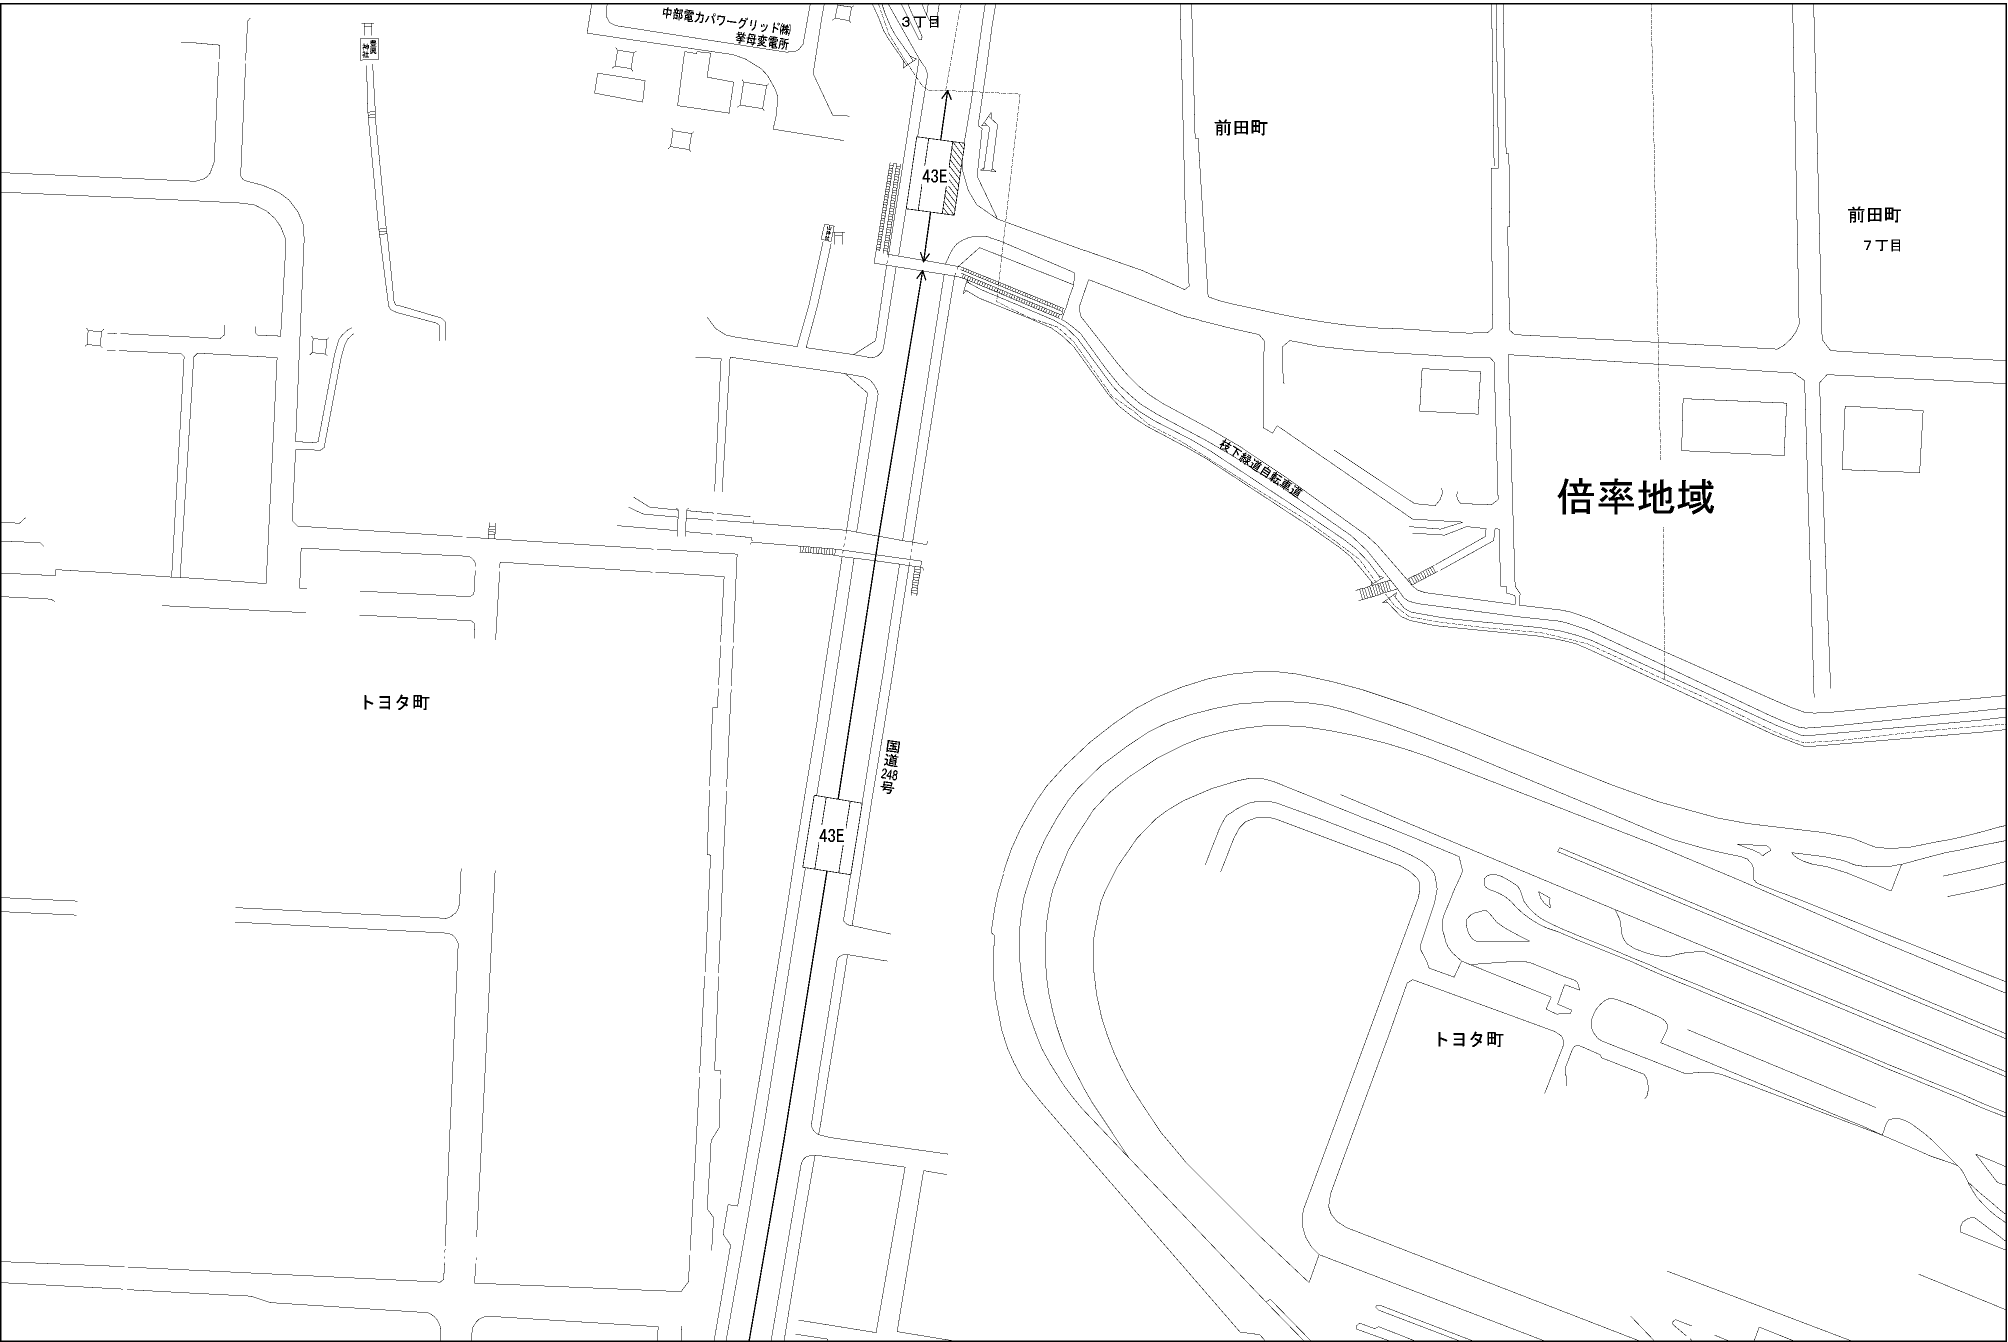 中部電力パワーグリッド㈱
挙母変電所
3丁目
前田町
43E
前田町
7丁目
枝下緑道自転車道
倍率地域
トヨタ町
国道
248
号
43E
トヨタ町